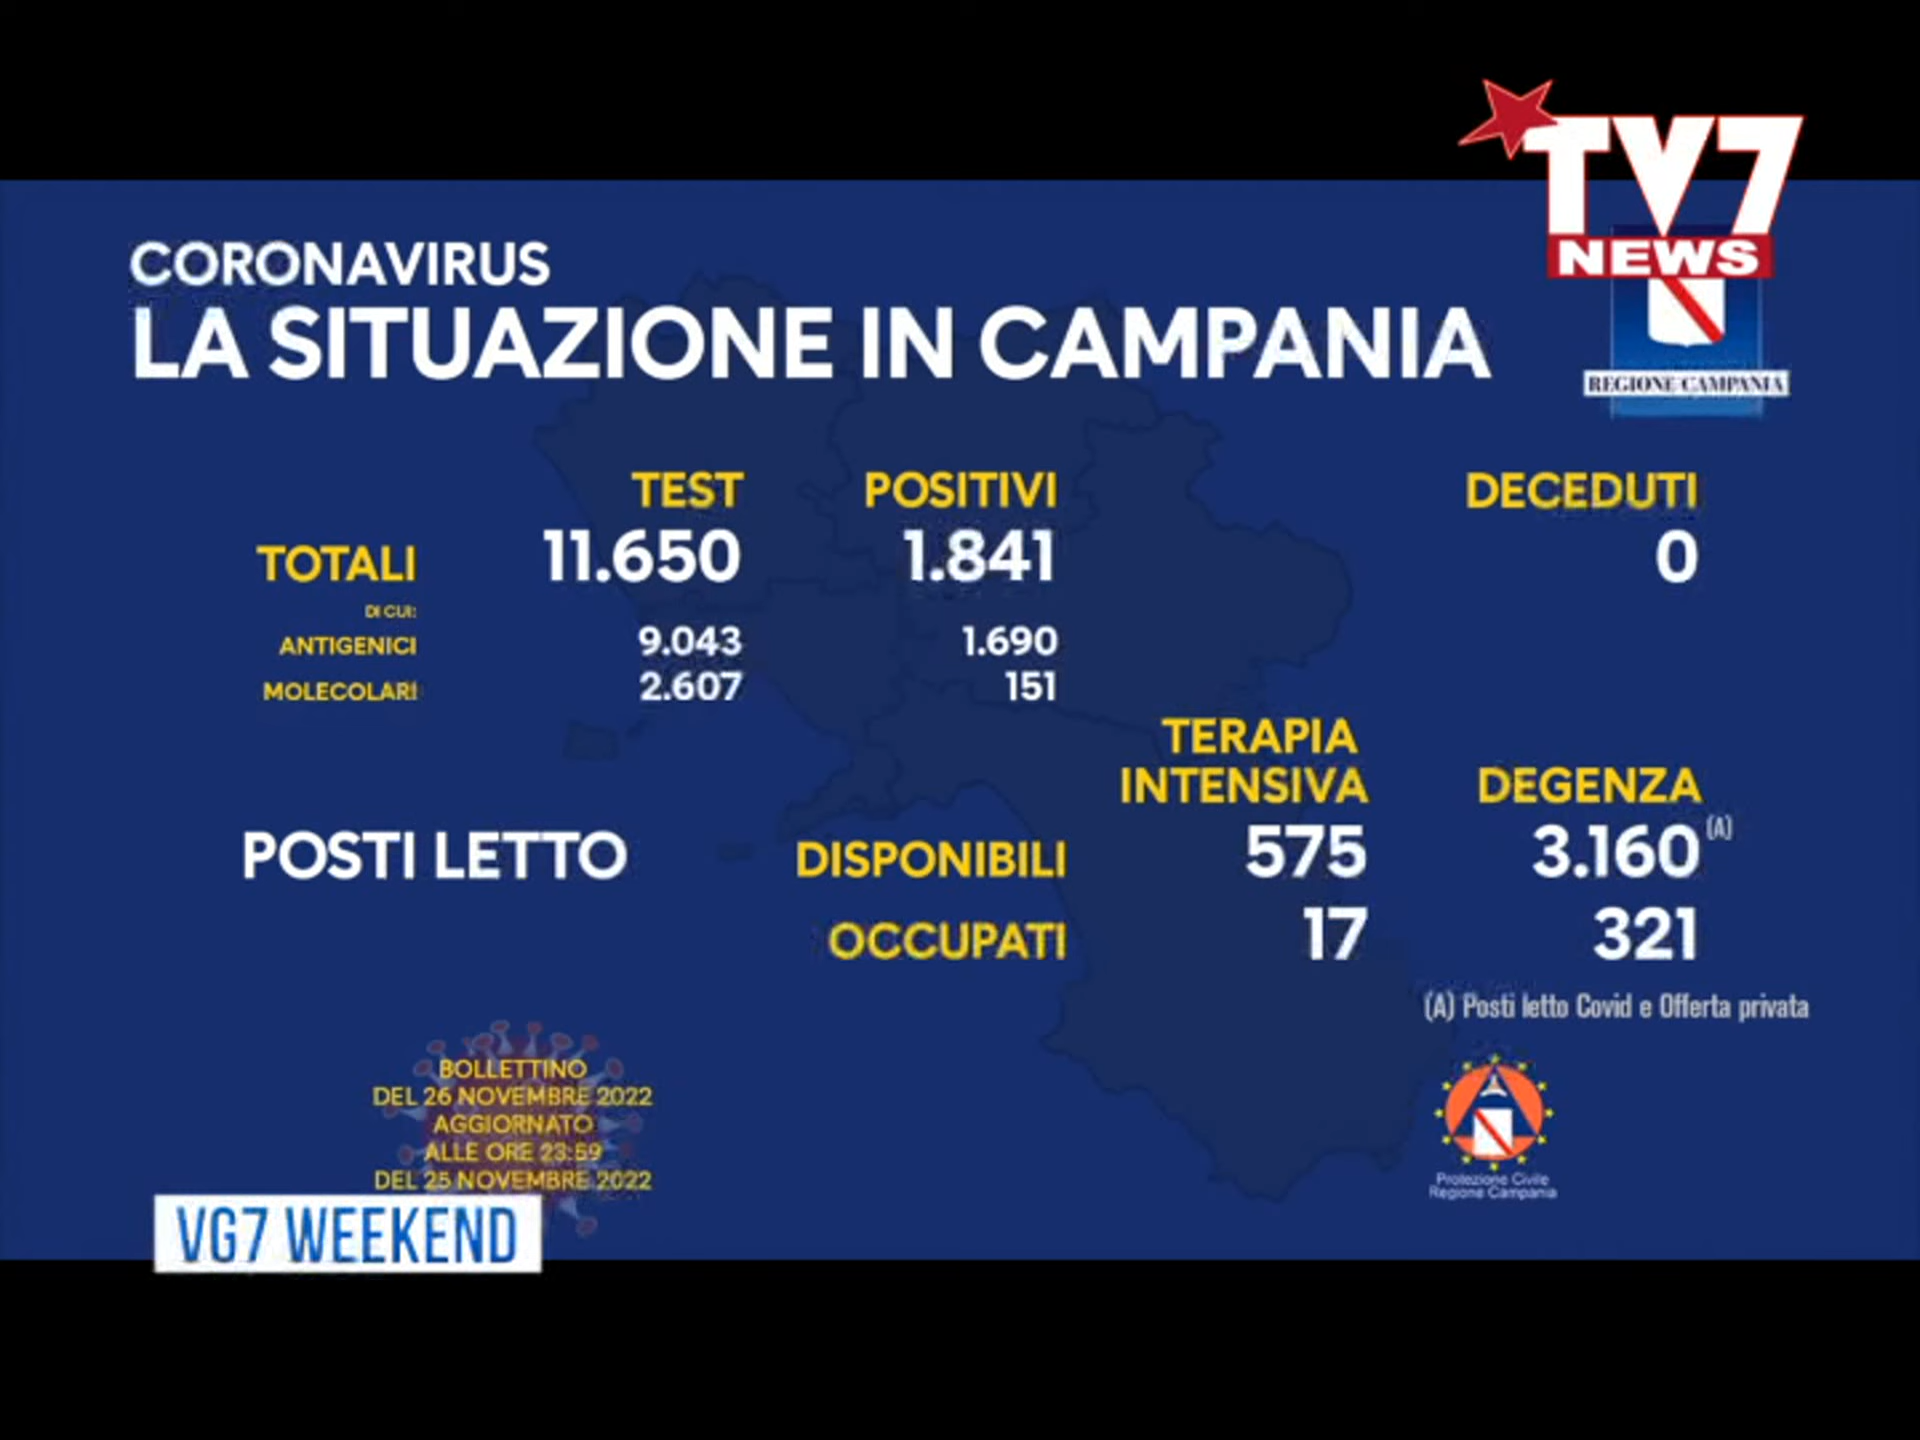 TV7
NEWS
CORONAVIRUS
LA SITUAZIONE IN CAMPANIA
REGIONE CAMPANIA
TEST POSITIVI DECEDUTI
TOTALI 11.650 1.841 0
DI CUI:
ANTIGENICI 9.043 1.690
MOLECOLARI 2.607 151
TERAPIA
INTENSIVA DEGENZA
POSTI LETTO DISPONIBILI 575 3.160 (A)
OCCUPATI 17 321
(A) Posti letto Covid e Offerta privata
BOLLETTINO
DEL 26 NOVEMBRE 2022
AGGIORNATO
ALLE ORE 23:59
DEL 25 NOVEMBRE 2022
Protezione Civile
Regione Campania
VG7 WEEKEND